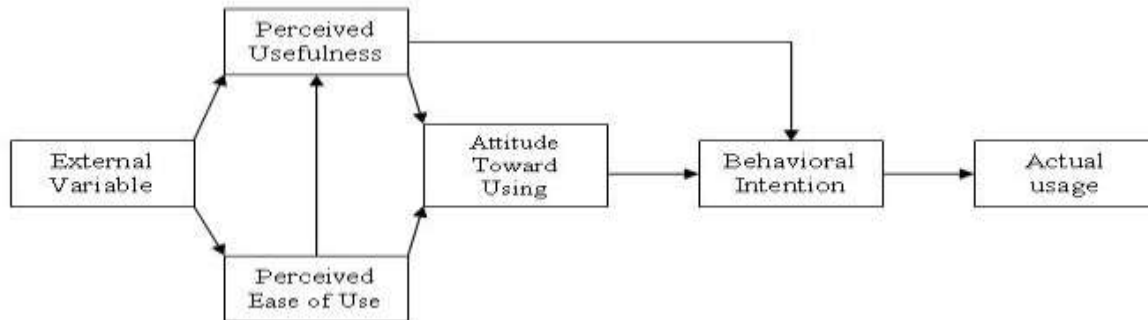 Perceived
Usefulness
External
Variable
Attitude
Toward
Using
Behavioral
Intention
Actual
usage
Perceived
Ease of Use